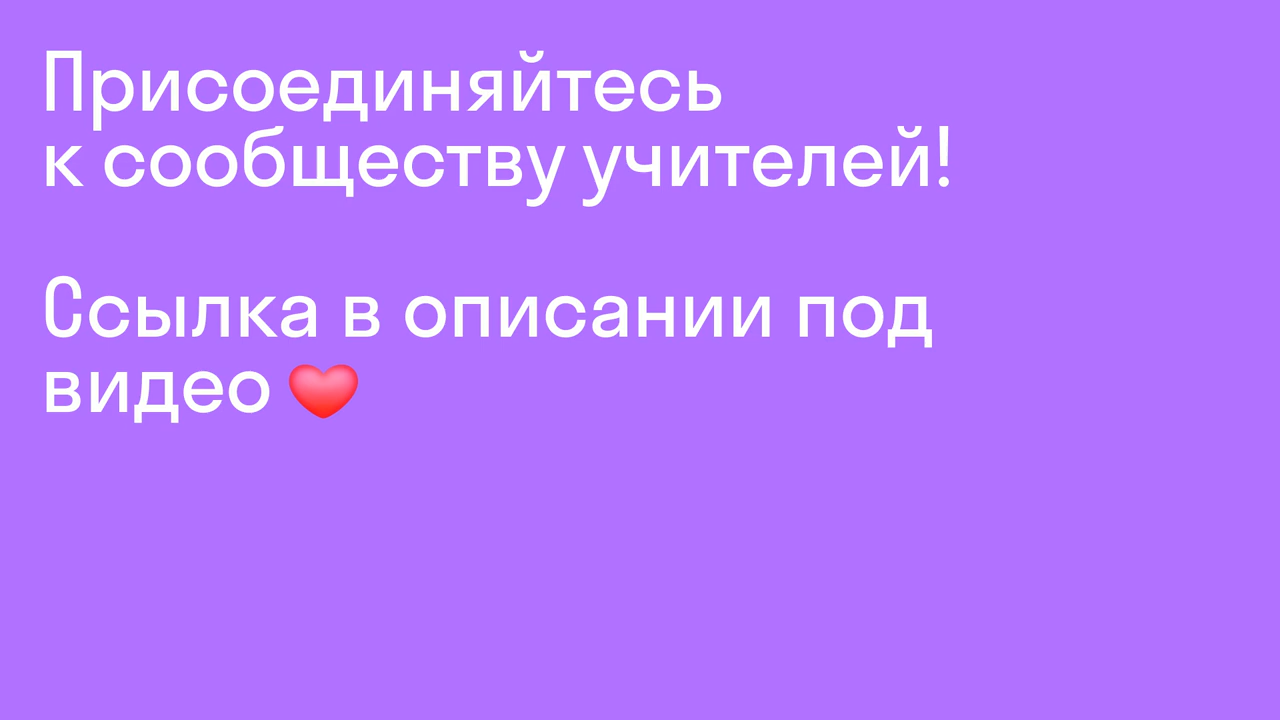 Присоединяйтесь
к сообществу учителей!
Ссылка в описании под
видео ❤️